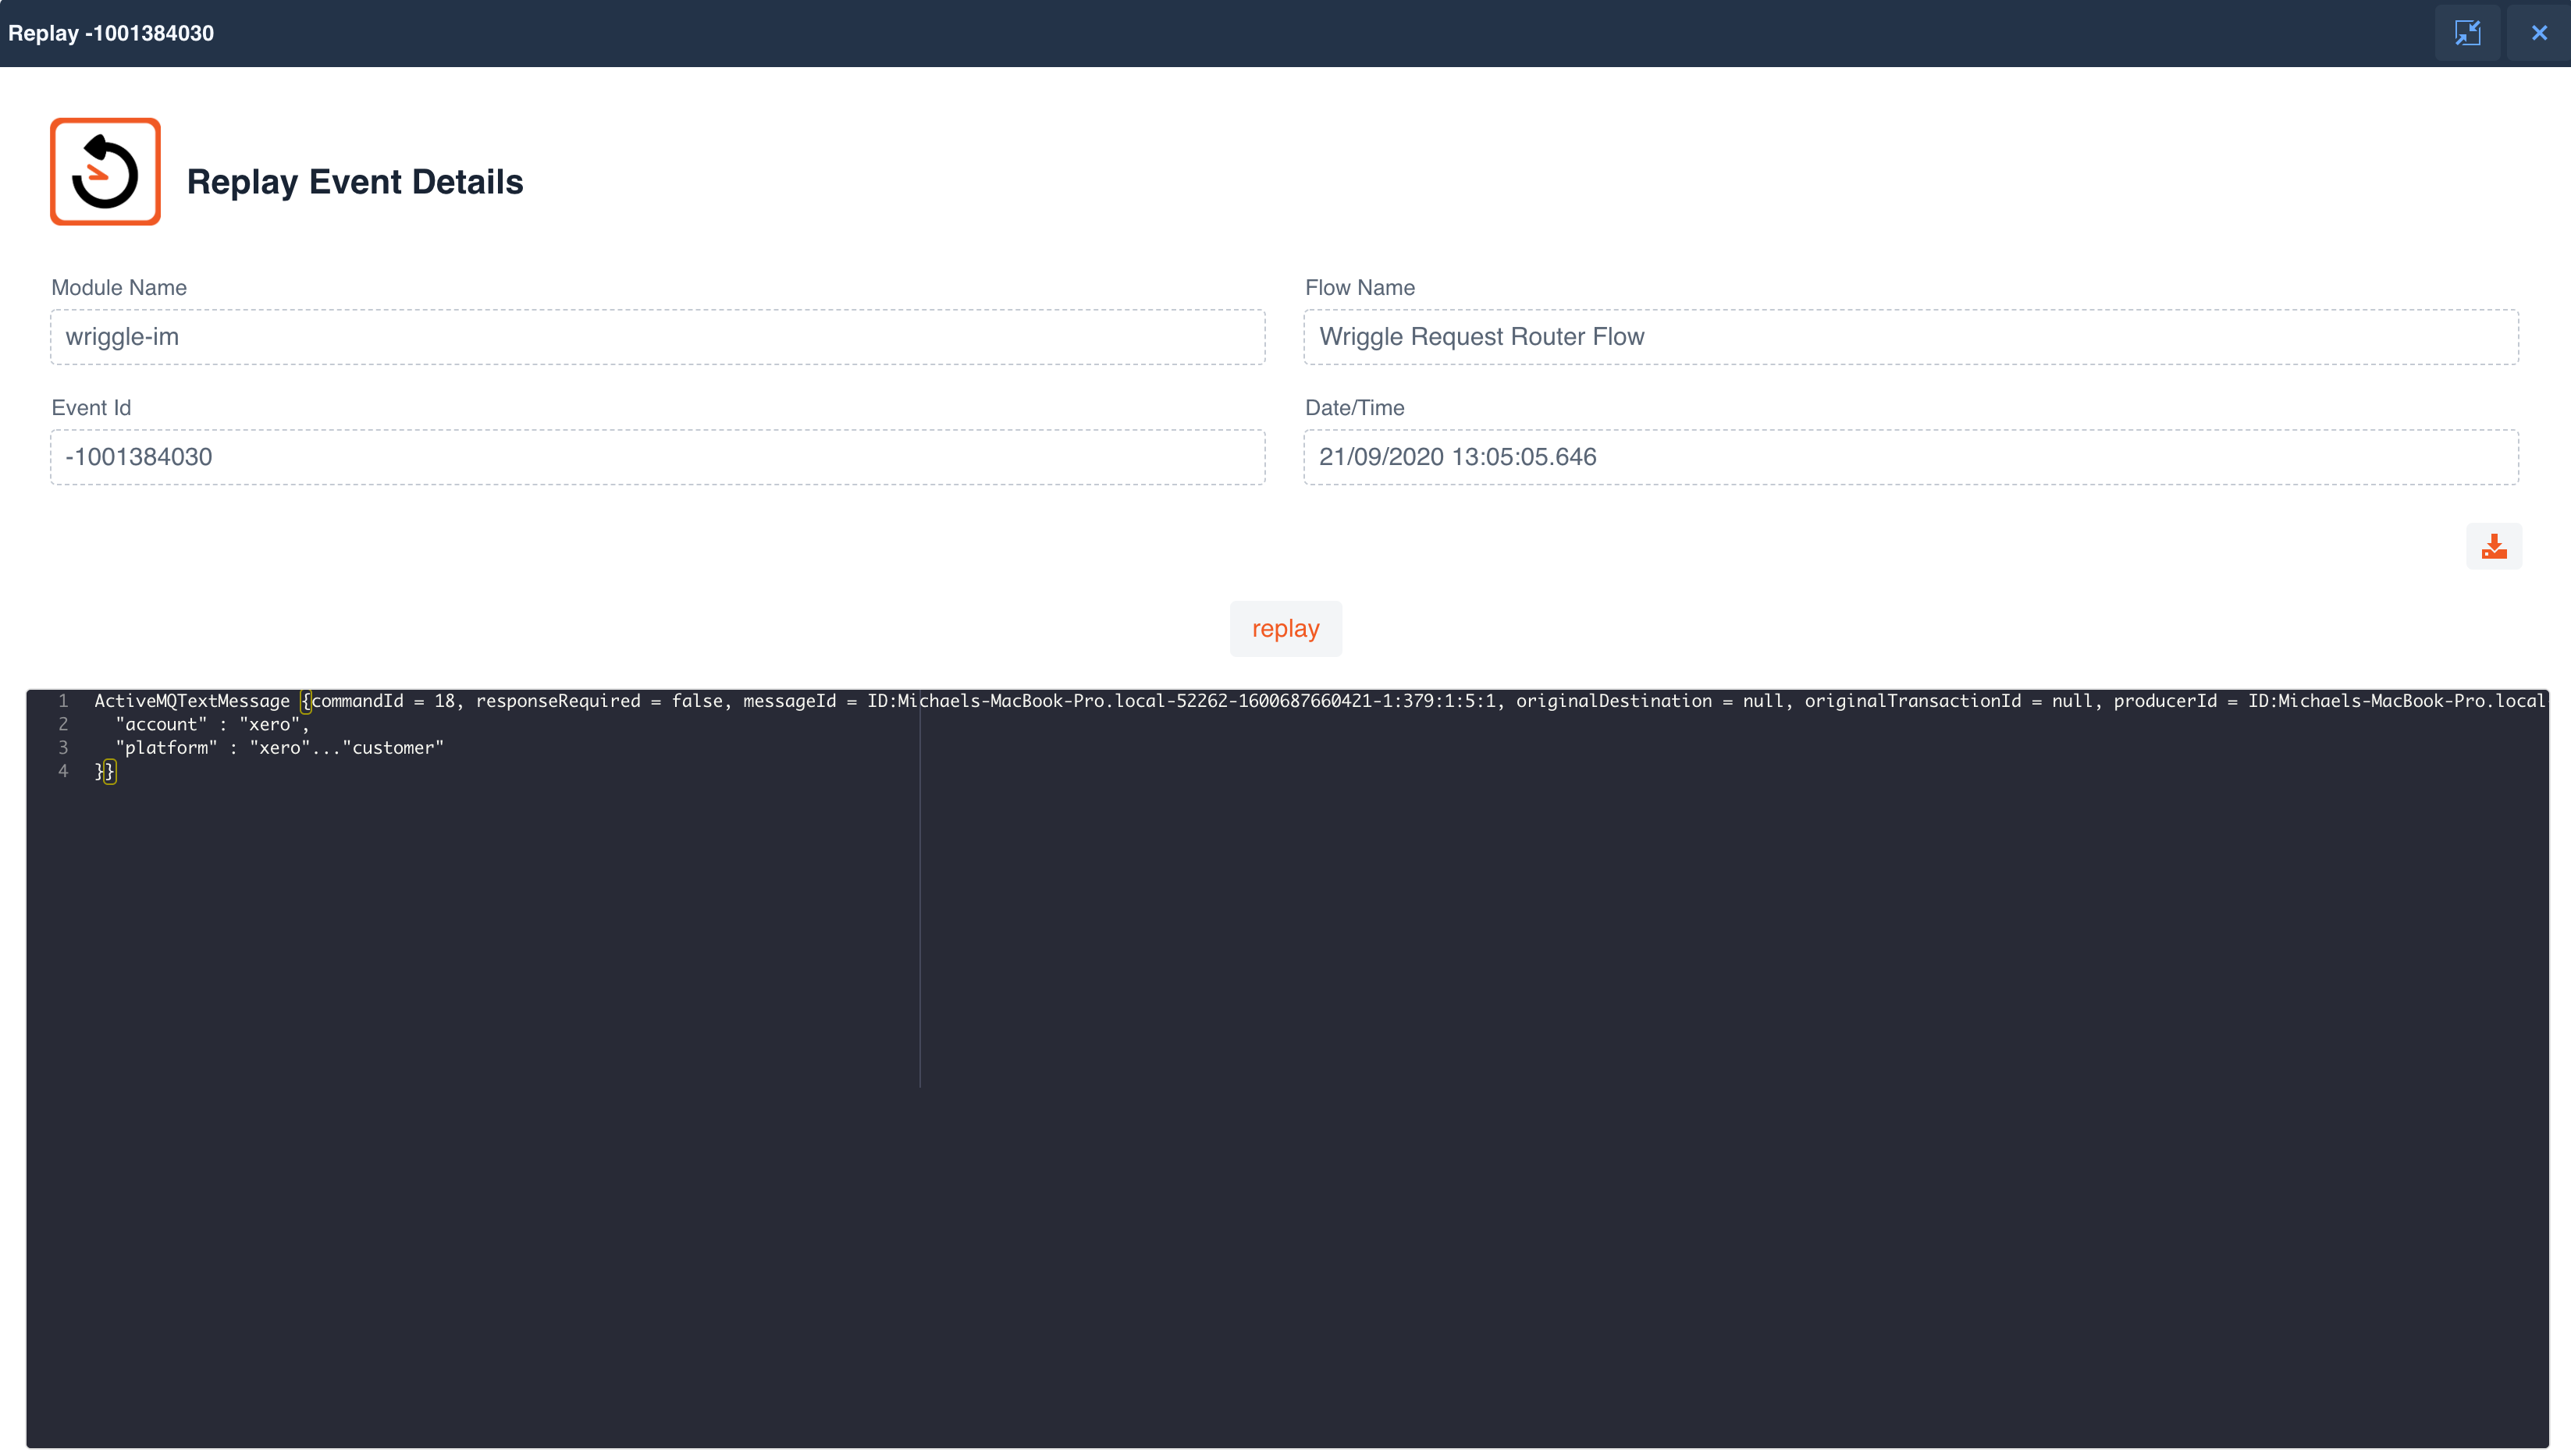 Replay -1001384030
Replay Event Details
Module Name
wriggle-im
Flow Name
Wriggle Request Router Flow
Event Id
-1001384030
Date/Time
21/09/2020 13:05:05.646
replay
1 ActiveMQTextMessage {commandId = 18, responseRequired = false, messageId = ID:Michaels-MacBook-Pro.local-52262-1600687660421-1:379:1:5:1, originalDestination = null, originalTransactionId = null, producerId = ID:Michaels-MacBook-Pro.local
2 "account" : "xero",
3 "platform" : "xero"..."customer"
4 }}